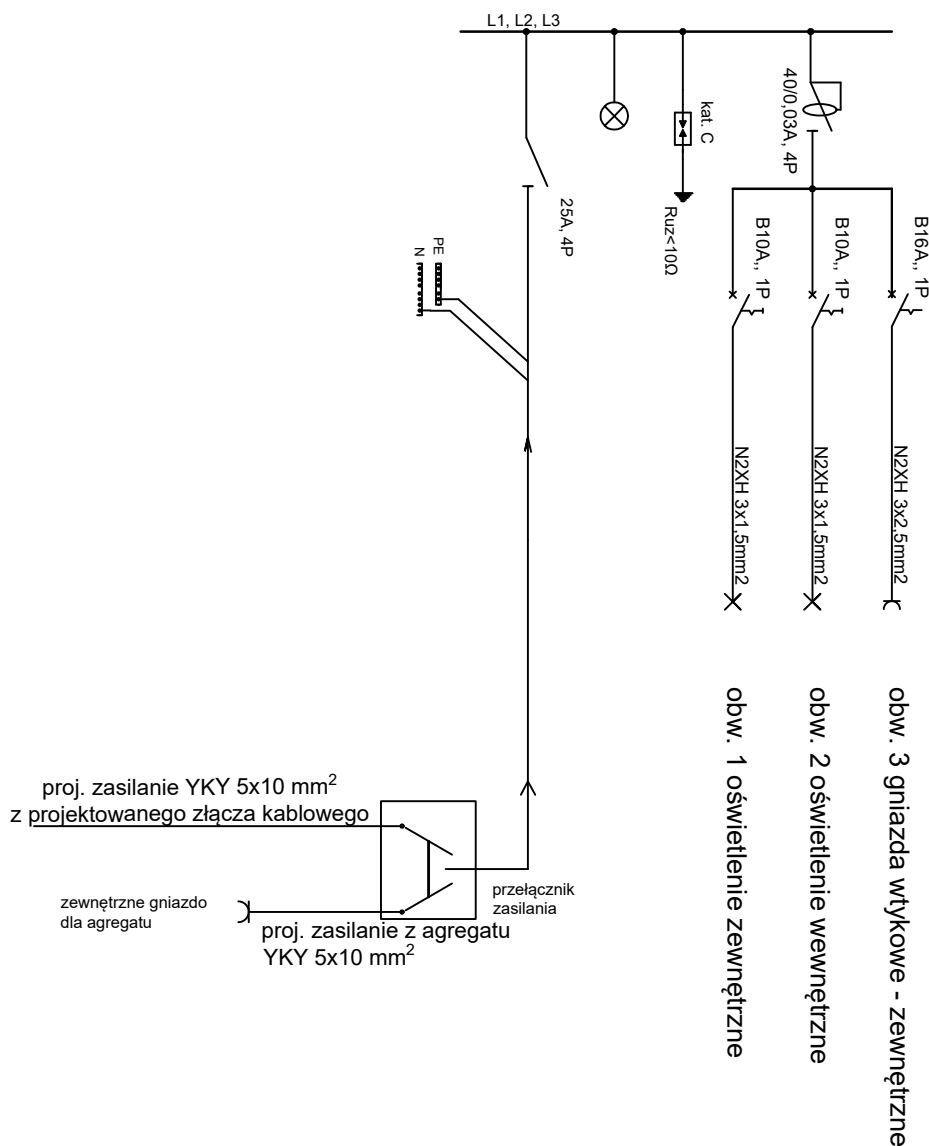 L1, L2, L3
40/0,03A, 4P
kat. C
Ruz<10Ω
25A, 4P
PE
N
B10A,, 1P
B10A,, 1P
B16A,, 1P
N2XH 3x1,5mm2
N2XH 3x1,5mm2
N2XH 3x2,5mm2
obw. 1 oświetlenie zewnętrzne
obw. 2 oświetlenie wewnętrzne
obw. 3 gniazda wtykowe - zewnętrzne
proj. zasilanie YKY 5x10 mm²
z projektowanego złącza kablowego
zewnętrzne gniazdo
dla agregatu
przełącznik
zasilania
proj. zasilanie z agregatu
YKY 5x10 mm²